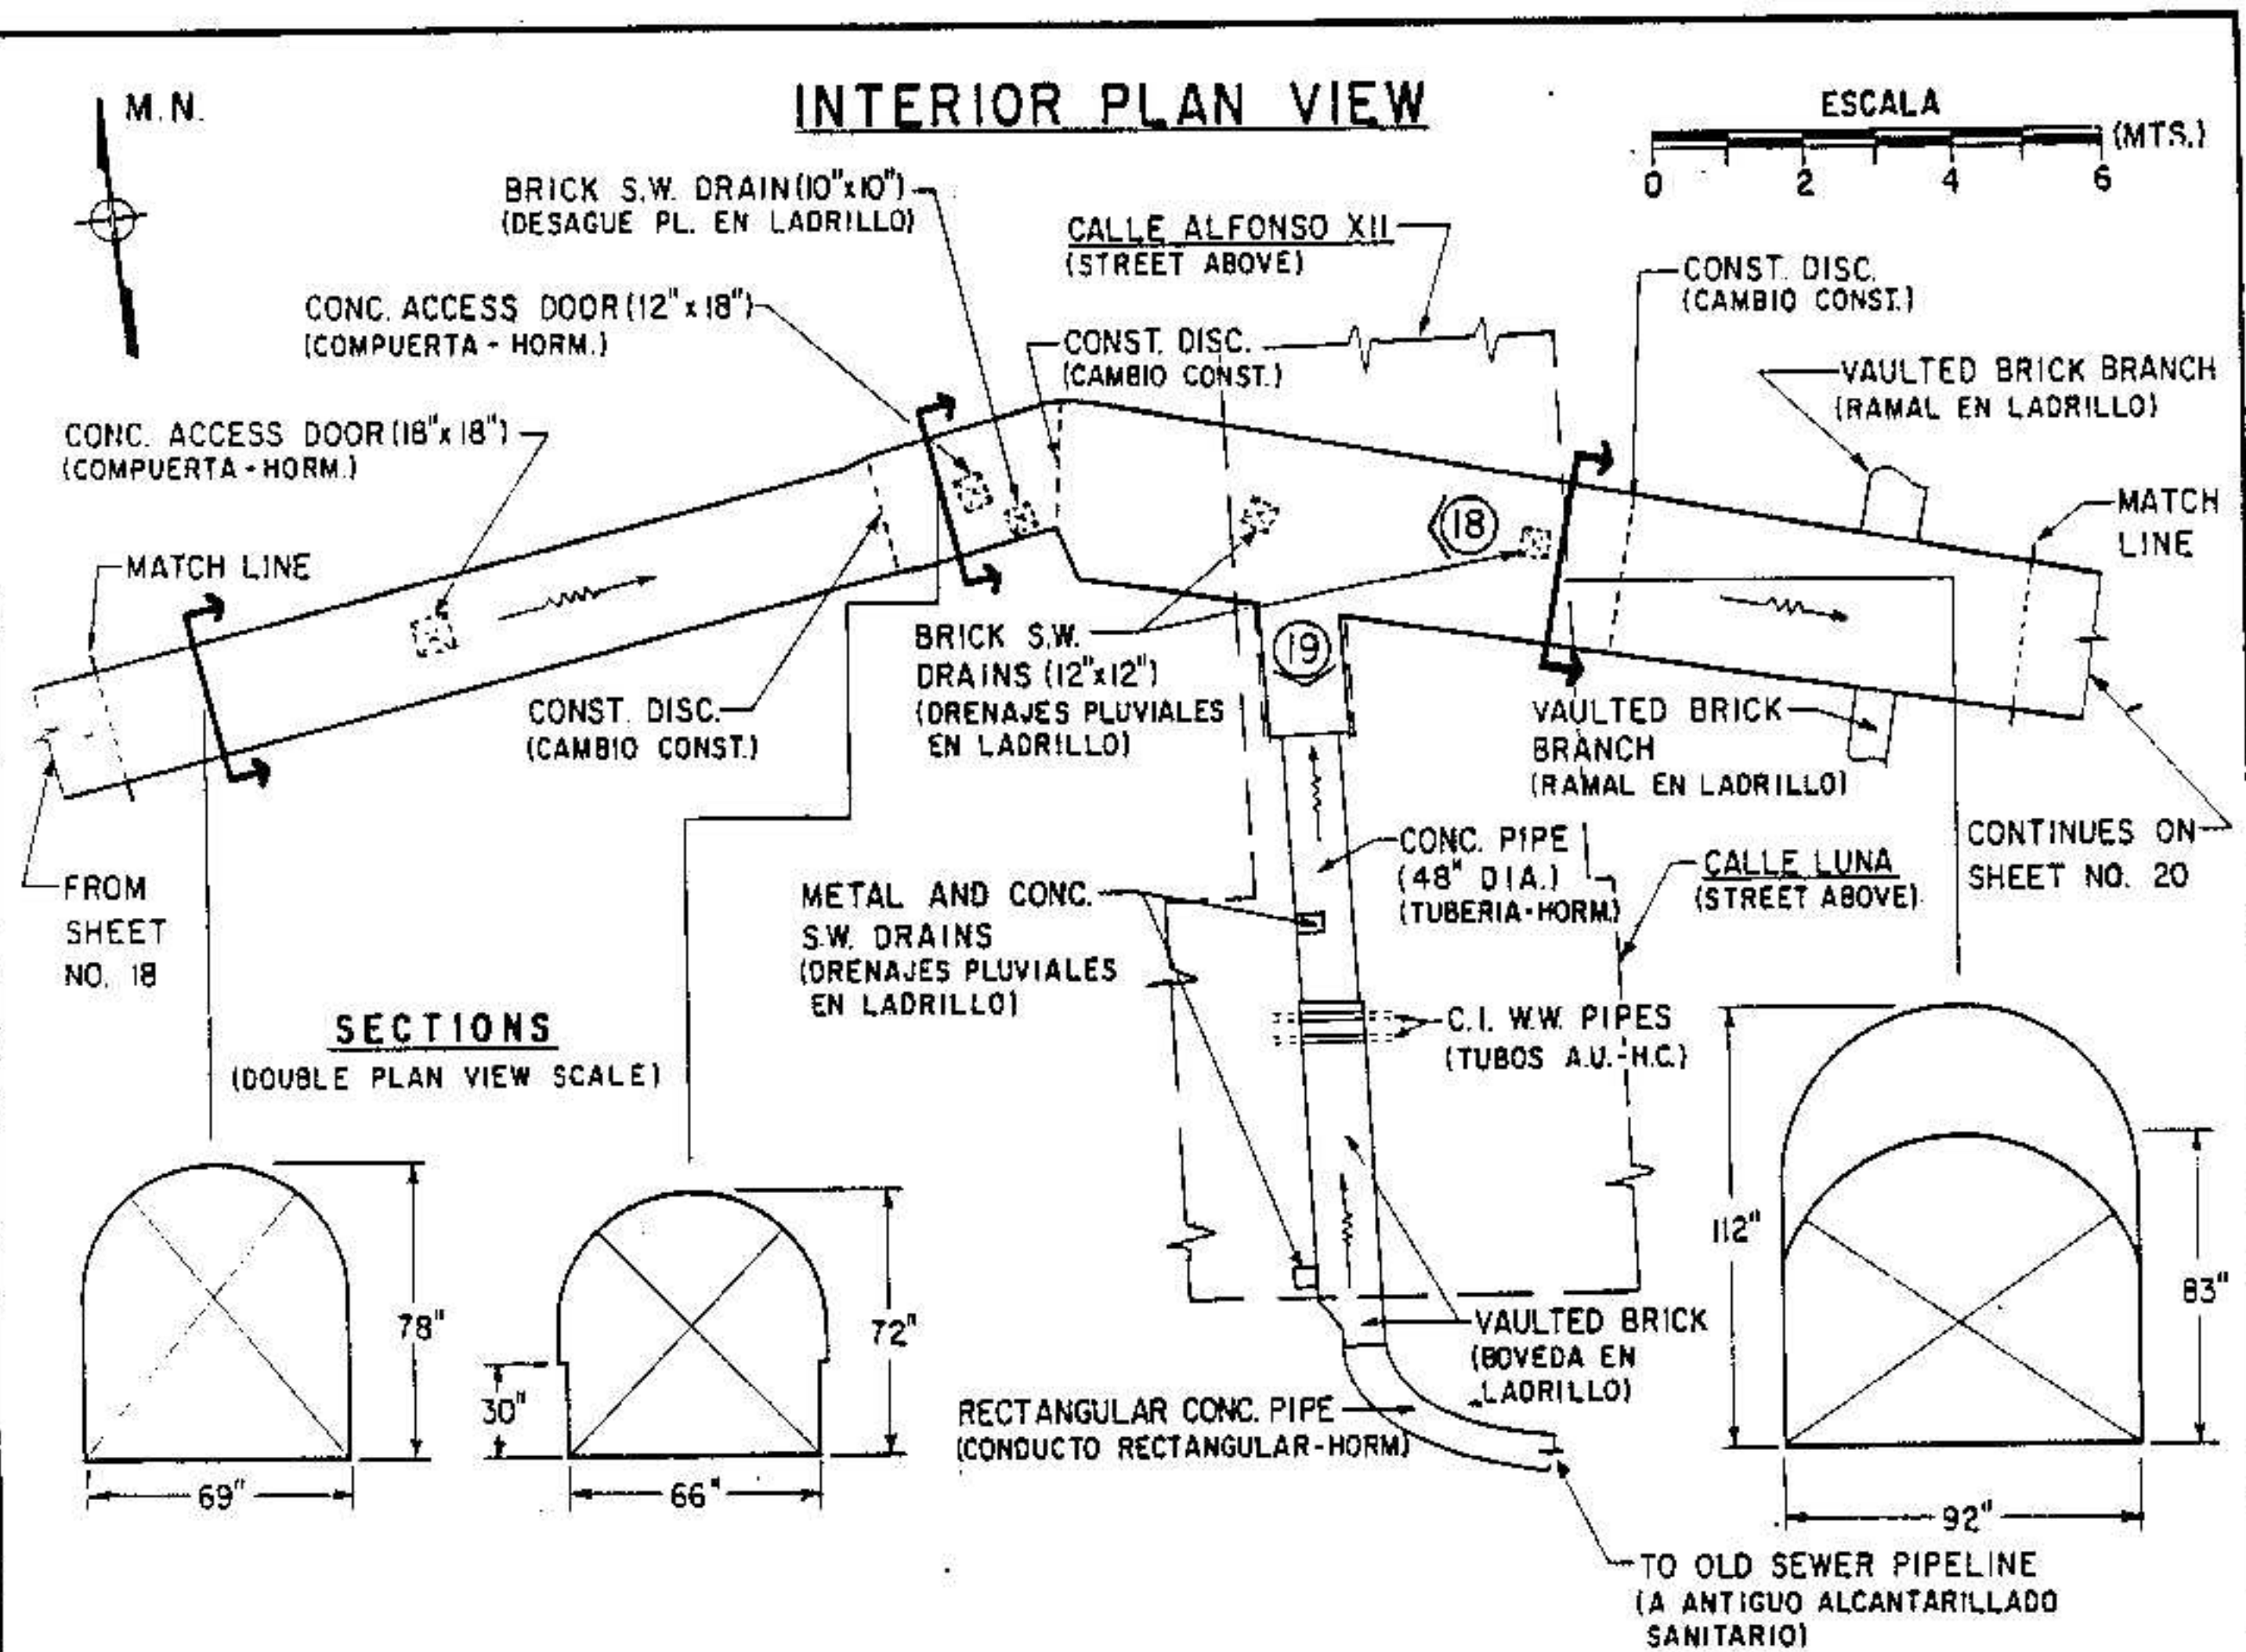 INTERIOR PLAN VIEW
M.N.
ESCALA
(MTS.)
0 2 4 6
BRICK S.W. DRAIN (10"x10")
(DESAGUE PL. EN LADRILLO)
CALLE ALFONSO XII
(STREET ABOVE)
CONST. DISC.
(CAMBIO CONST.)
CONC. ACCESS DOOR (12"x18")
(COMPUERTA - HORM.)
CONST. DISC.
(CAMBIO CONST.)
VAULTED BRICK BRANCH
(RAMAL EN LADRILLO)
CONC. ACCESS DOOR (18"x18")
(COMPUERTA - HORM.)
MATCH
LINE
18
MATCH LINE
BRICK S.W.
DRAINS (12"x12")
(DRENAJES PLUVIALES
EN LADRILLO)
19
CONST. DISC.
(CAMBIO CONST.)
VAULTED BRICK
BRANCH
(RAMAL EN LADRILLO)
CONTINUES ON
SHEET NO. 20
FROM
SHEET
NO. 18
CONC. PIPE
(48" DIA.)
(TUBERIA-HORM.)
CALLE LUNA
(STREET ABOVE)
METAL AND CONC.
S.W. DRAINS
(DRENAJES PLUVIALES
EN LADRILLO)
C.I. W.W. PIPES
(TUBOS A.U.-H.C.)
SECTIONS
(DOUBLE PLAN VIEW SCALE)
78"
69"
72"
30"
66"
112"
83"
92"
VAULTED BRICK
(BOVEDA EN
LADRILLO)
RECTANGULAR CONC. PIPE
(CONDUCTO RECTANGULAR-HORM)
TO OLD SEWER PIPELINE
(A ANTIGUO ALCANTARILLADO
SANITARIO)